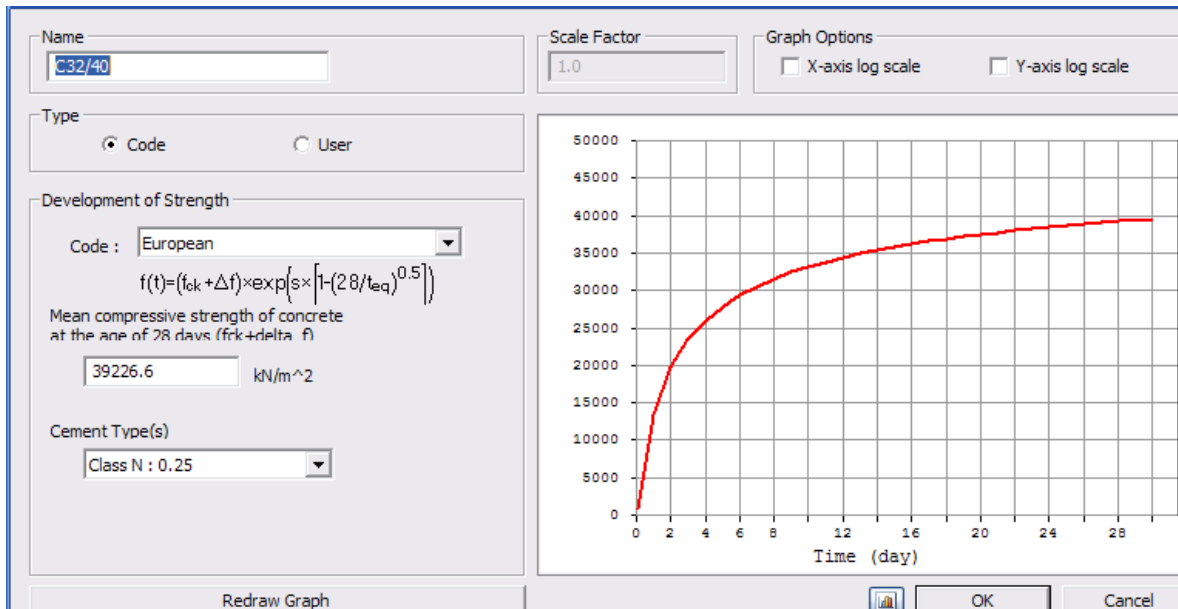 Name
C32/40
Scale Factor
1.0
Graph Options
X-axis log scale
Y-axis log scale
Type
Code
User
Development of Strength
Code :
European
f(t)=(fck+Δf)×exp(s×[1-(28/teq)^0.5])
Mean compressive strength of concrete
at the age of 28 days (fck+delta_f)
39226.6 kN/m^2
Cement Type(s)
Class N : 0.25
50000
45000
40000
35000
30000
25000
20000
15000
10000
5000
0
0 2 4 6 8 12 16 20 24 28
Time (day)
Redraw Graph
OK
Cancel